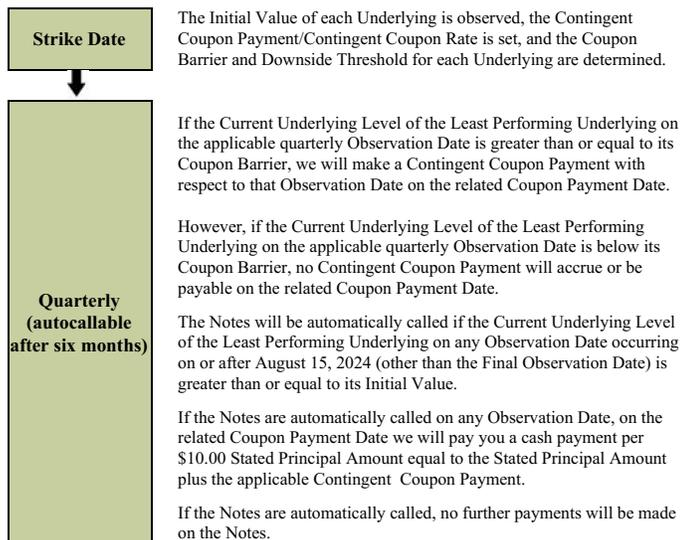 Strike Date
The Initial Value of each Underlying is observed, the Contingent
Coupon Payment/Contingent Coupon Rate is set, and the Coupon
Barrier and Downside Threshold for each Underlying are determined.
Quarterly
(autocallable
after six months)
If the Current Underlying Level of the Least Performing Underlying on
the applicable quarterly Observation Date is greater than or equal to its
Coupon Barrier, we will make a Contingent Coupon Payment with
respect to that Observation Date on the related Coupon Payment Date.
However, if the Current Underlying Level of the Least Performing
Underlying on the applicable quarterly Observation Date is below its
Coupon Barrier, no Contingent Coupon Payment will accrue or be
payable on the related Coupon Payment Date.
The Notes will be automatically called if the Current Underlying Level
of the Least Performing Underlying on any Observation Date occurring
on or after August 15, 2024 (other than the Final Observation Date) is
greater than or equal to its Initial Value.
If the Notes are automatically called on any Observation Date, on the
related Coupon Payment Date we will pay you a cash payment per
$10.00 Stated Principal Amount equal to the Stated Principal Amount
plus the applicable Contingent Coupon Payment.
If the Notes are automatically called, no further payments will be made
on the Notes.